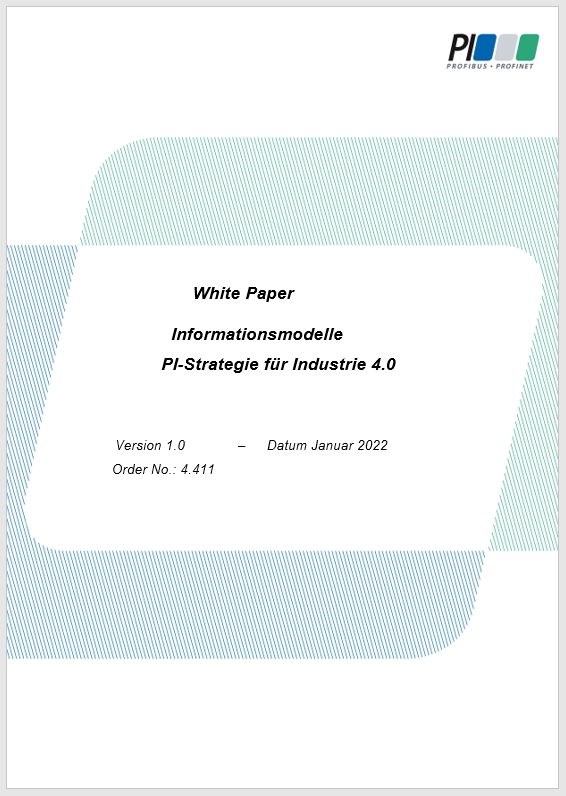 PI
PROFIBUS • PROFINET
White Paper
Informationsmodelle
PI-Strategie für Industrie 4.0
Version 1.0 – Datum Januar 2022
Order No.: 4.411